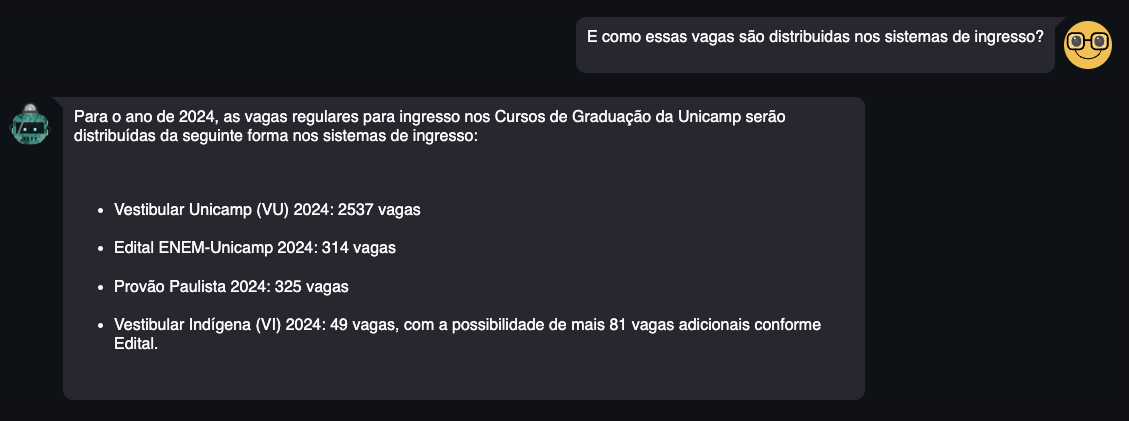 E como essas vagas são distribuidas nos sistemas de ingresso?
Para o ano de 2024, as vagas regulares para ingresso nos Cursos de Graduação da Unicamp serão
distribuídas da seguinte forma nos sistemas de ingresso:
• Vestibular Unicamp (VU) 2024: 2537 vagas
• Edital ENEM-Unicamp 2024: 314 vagas
• Provão Paulista 2024: 325 vagas
• Vestibular Indígena (VI) 2024: 49 vagas, com a possibilidade de mais 81 vagas adicionais conforme
Edital.